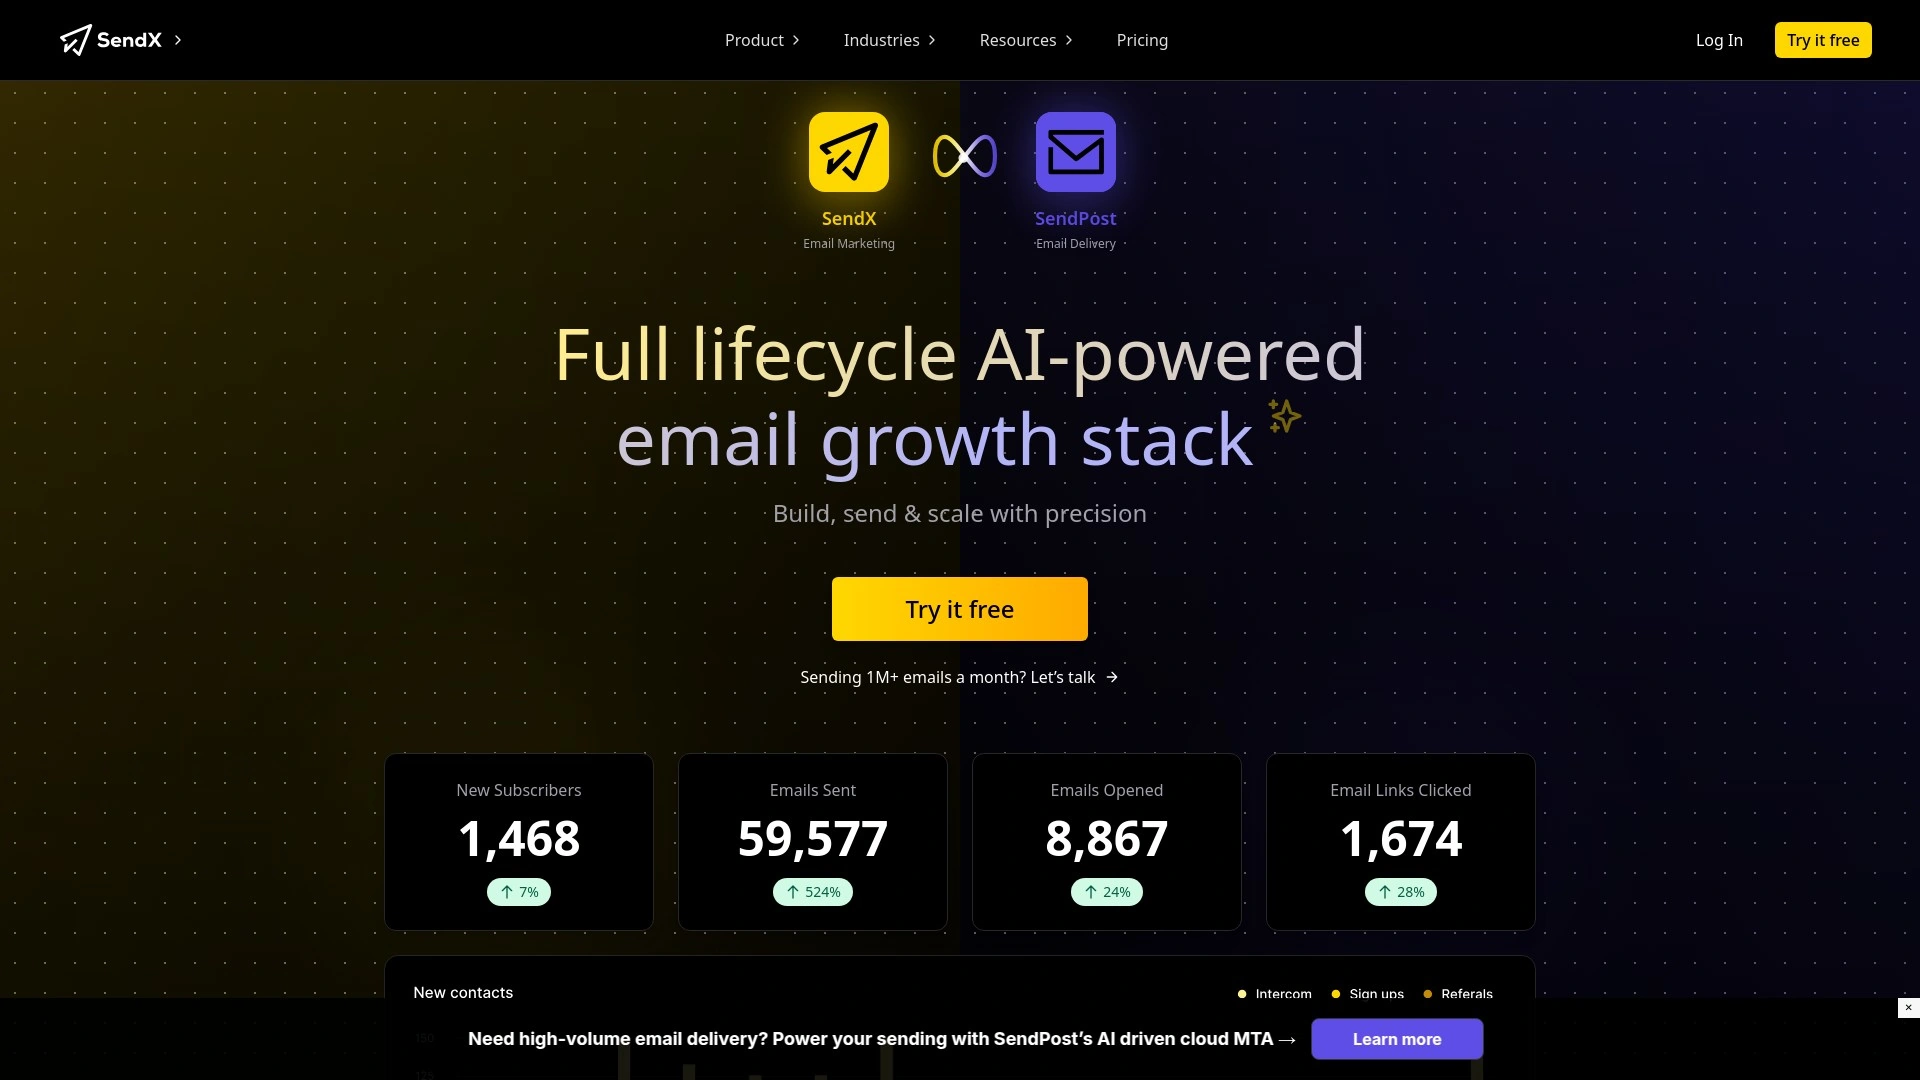 SendX
Product
Industries
Resources
Pricing
Log In
Try it free
SendX
Email Marketing
SendPost
Email Delivery
Full lifecycle AI-powered
email growth stack
Build, send & scale with precision
Try it free
Sending 1M+ emails a month? Let’s talk →
New Subscribers
1,468
↑ 7%
Emails Sent
59,577
↑ 524%
Emails Opened
8,867
↑ 24%
Email Links Clicked
1,674
↑ 28%
New contacts
Intercom
Sign ups
Referals
Need high-volume email delivery? Power your sending with SendPost’s AI driven cloud MTA →
Learn more